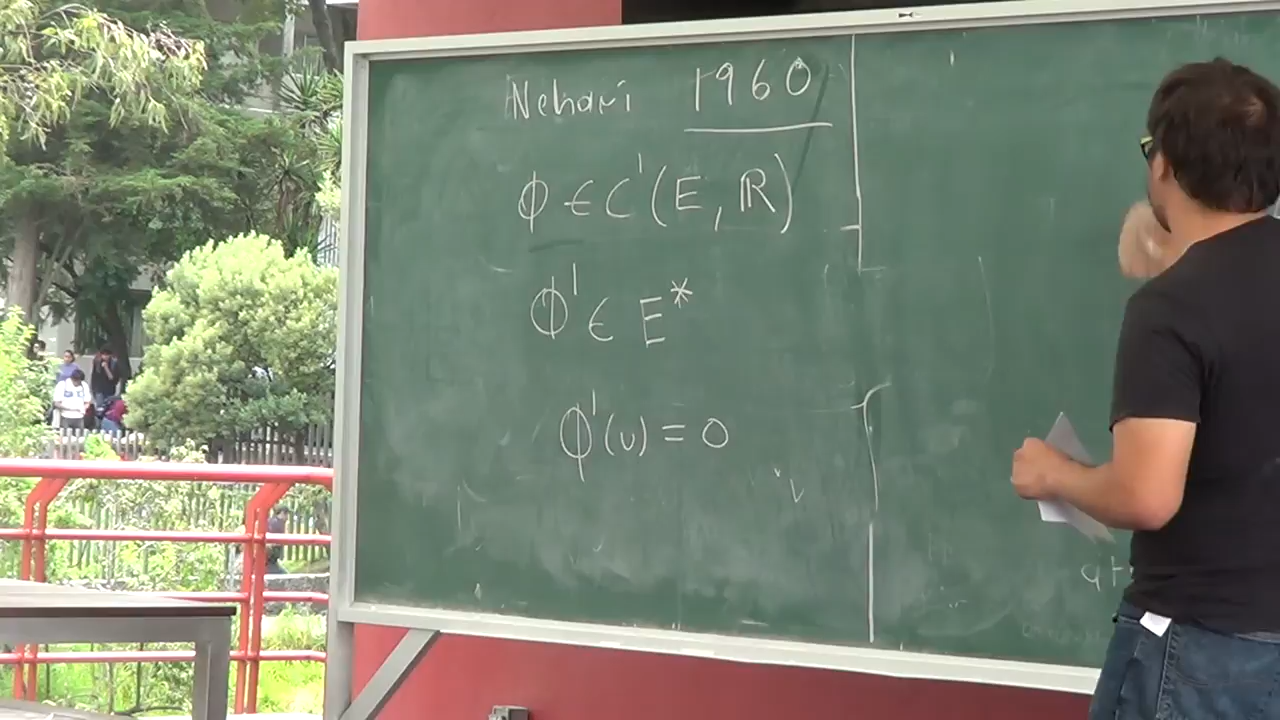 Nehari 1960
ϕ ∈ C¹(E, ℝ)
ϕ' ∈ E*
ϕ'(u) = 0